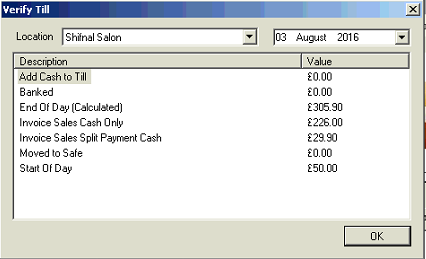 Verify Till
Location Shifnal Salon 03 August 2016
Description Value
Add Cash to Till £0.00
Banked £0.00
End Of Day (Calculated) £305.90
Invoice Sales Cash Only £226.00
Invoice Sales Split Payment Cash £29.90
Moved to Safe £0.00
Start Of Day £50.00
OK